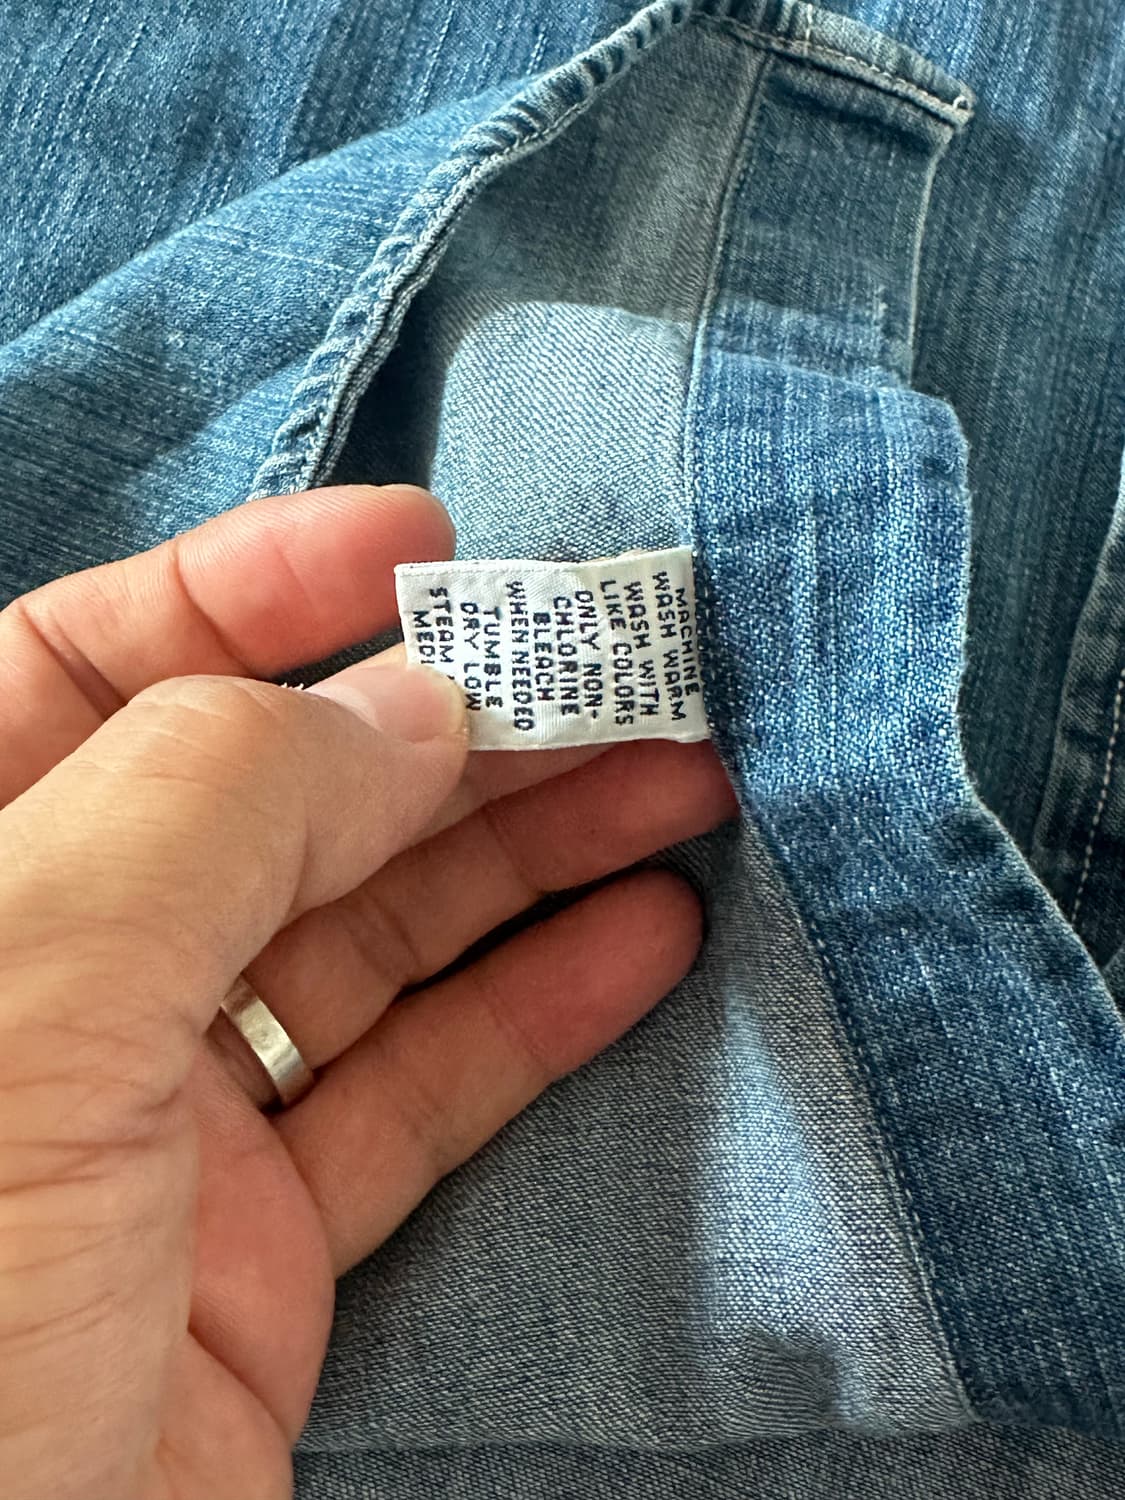 MACHINE
WASH WARM
WASH WITH
LIKE COLORS
ONLY NON-
CHLORINE
BLEACH
WHEN NEEDED
TUMBLE
DRY LOW
STEAM